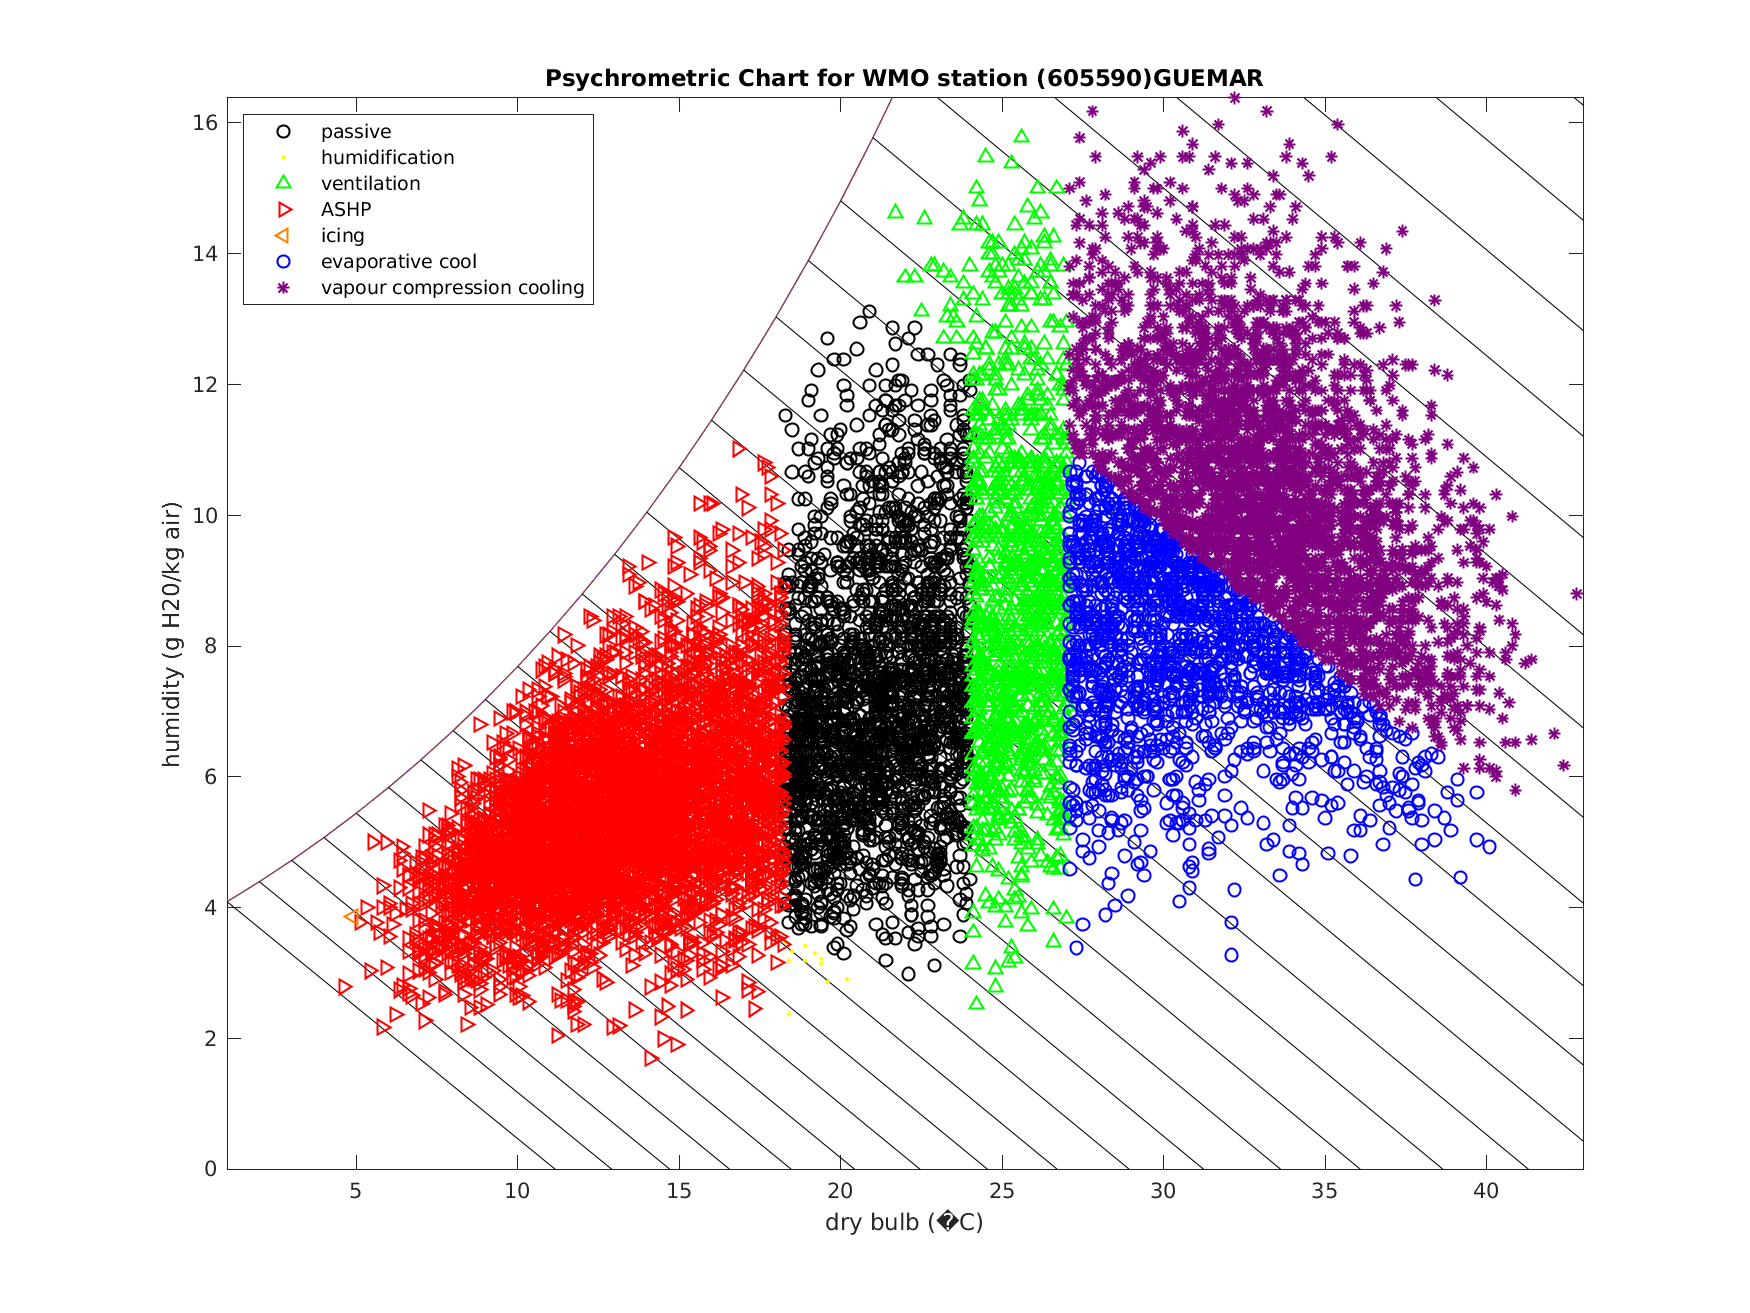 Psychrometric Chart for WMO station (605590)GUEMAR
16
14
12
10
8
6
4
2
0
humidity (g H20/kg air)
passive
humidification
ventilation
ASHP
icing
evaporative cool
vapour compression cooling
5 10 15 20 25 30 35 40
dry bulb (�C)